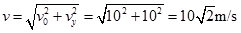 v = √(v₀² + v_y²) = √(10² + 10²) = 10√2 m/s